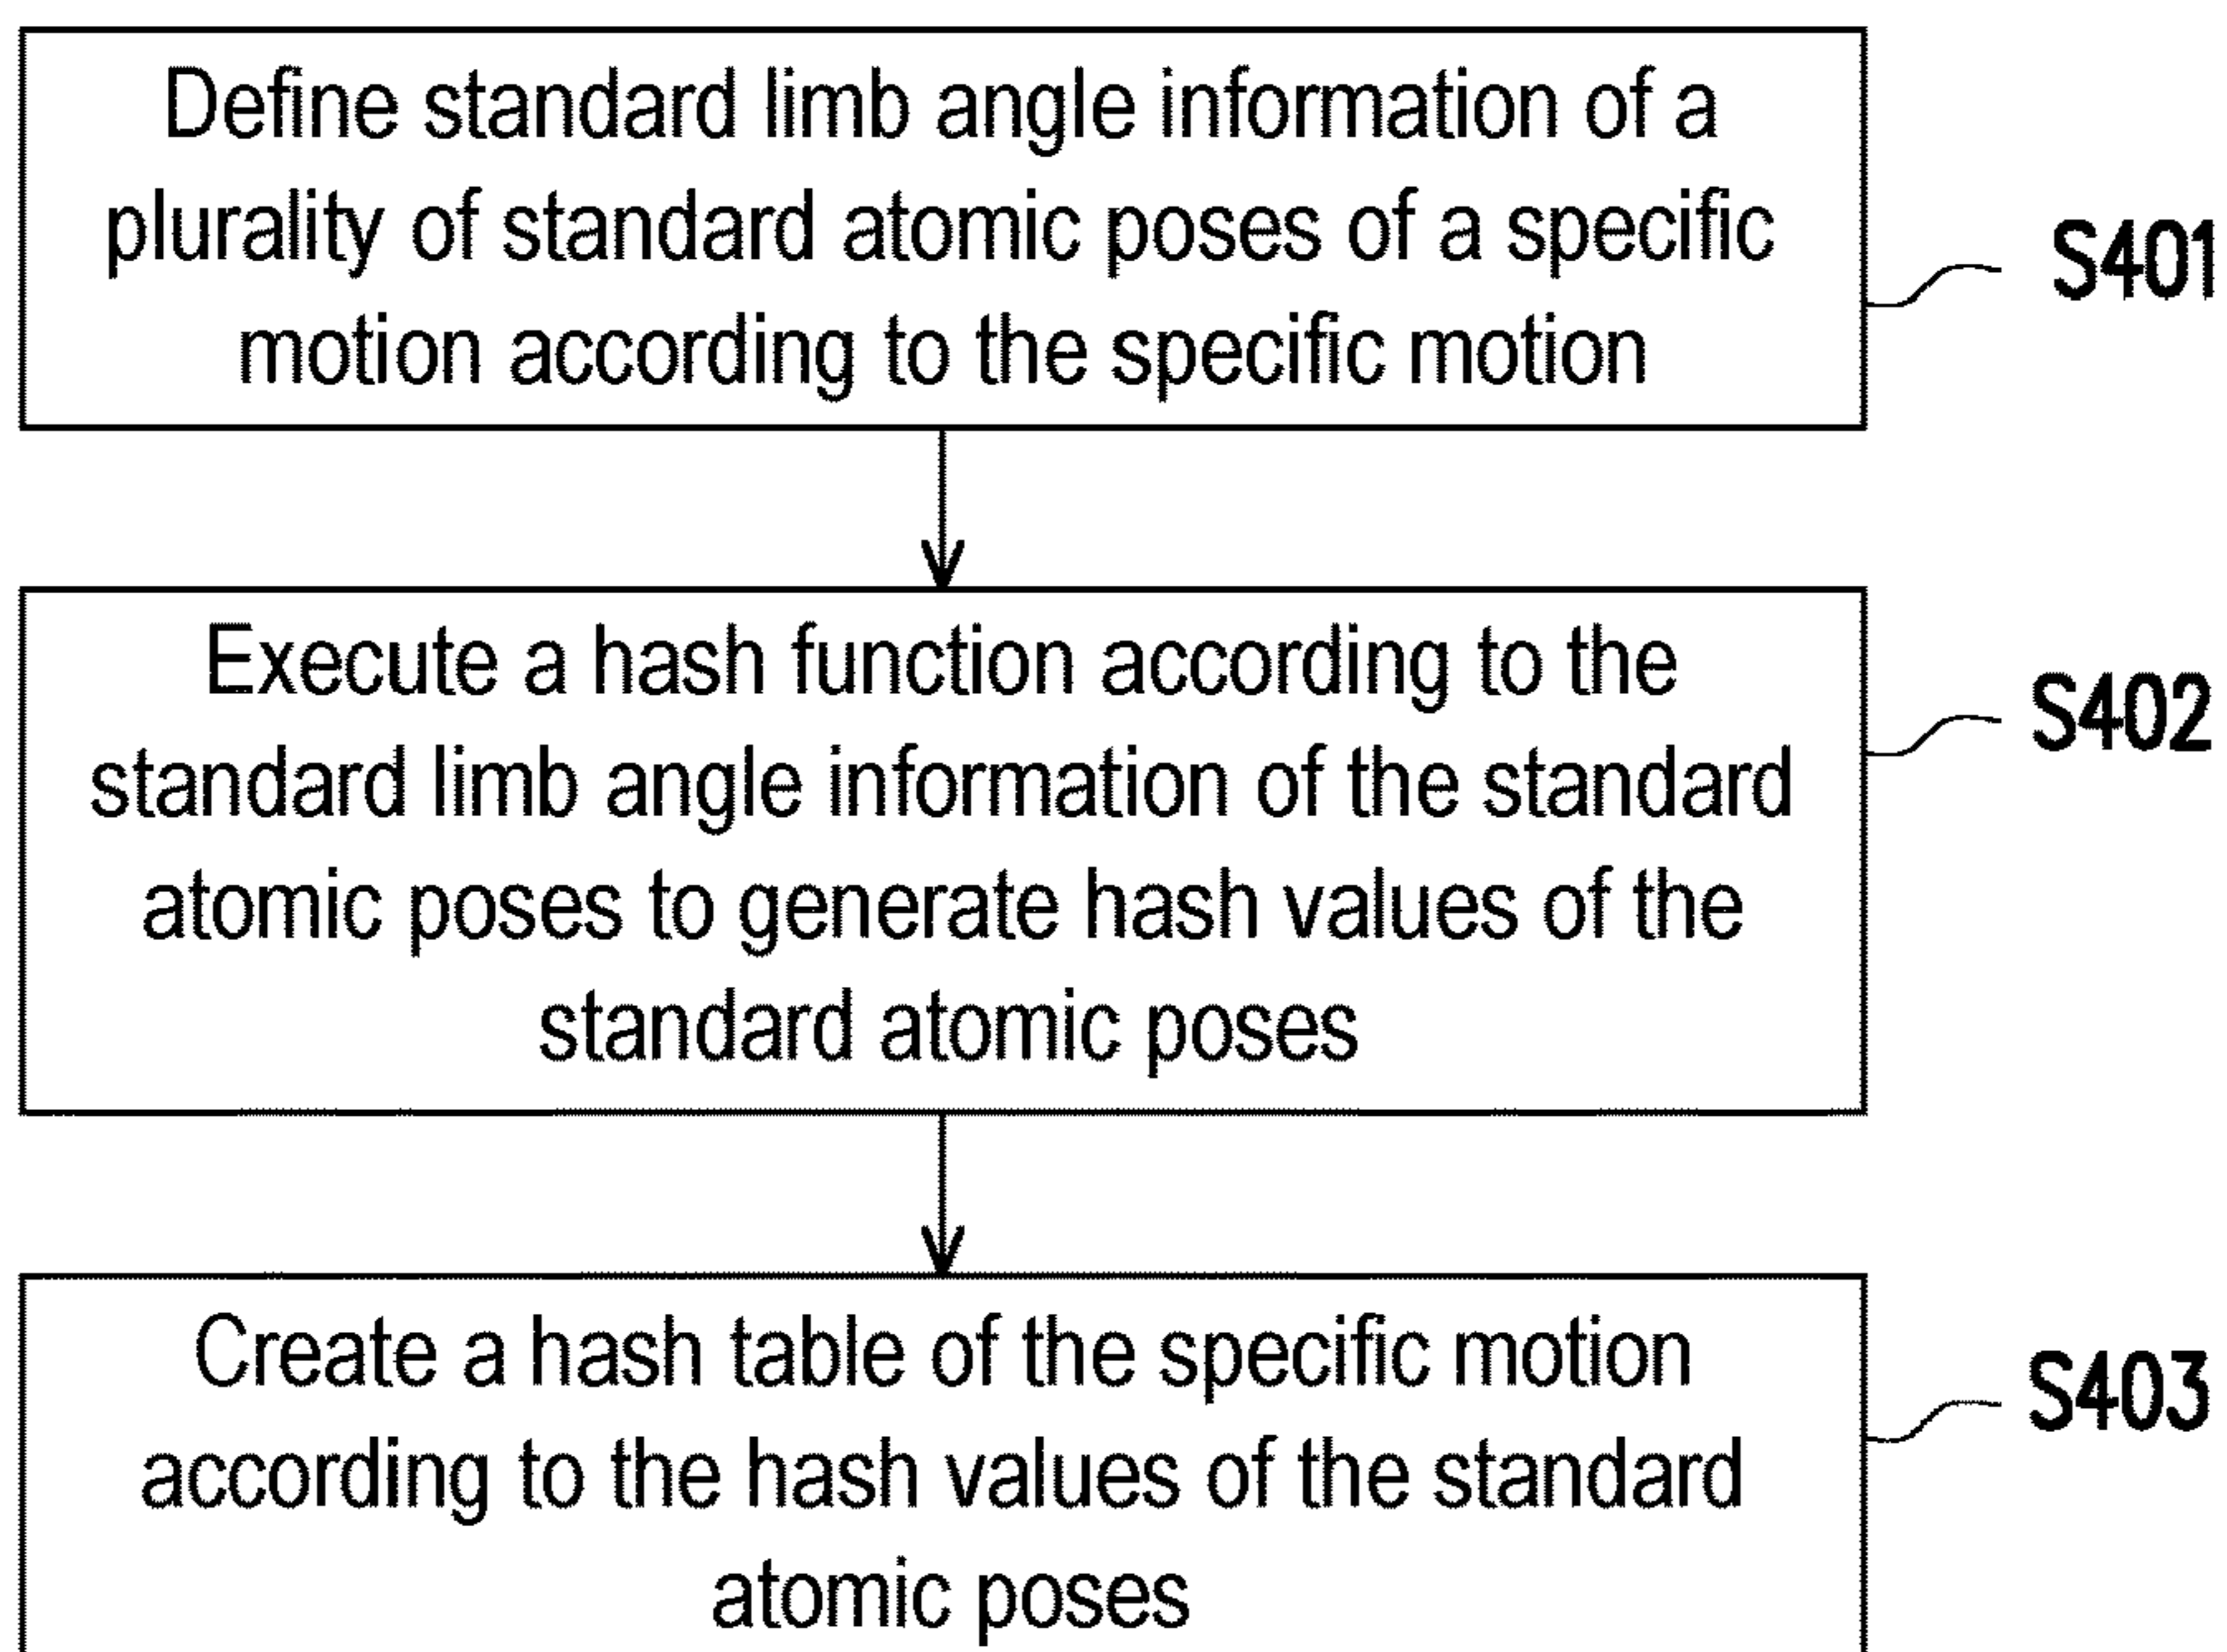 Define standard limb angle information of a
plurality of standard atomic poses of a specific
motion according to the specific motion
S401
Execute a hash function according to the
standard limb angle information of the standard
atomic poses to generate hash values of the
standard atomic poses
S402
Create a hash table of the specific motion
according to the hash values of the standard
atomic poses
S403